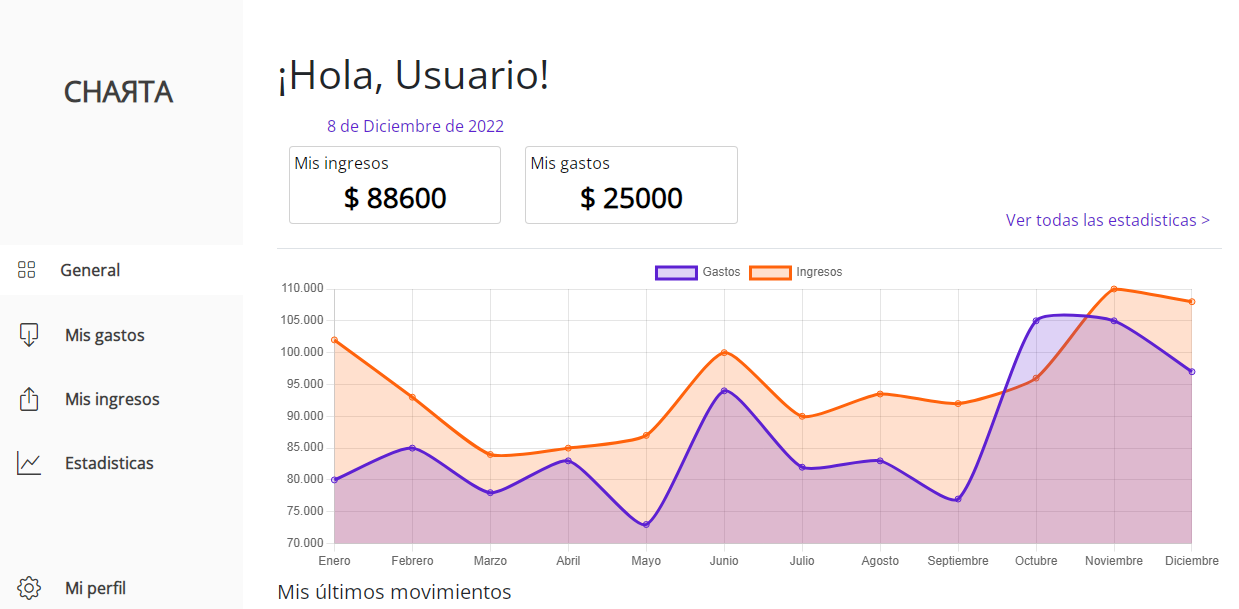 CHAЯTA
General
Mis gastos
Mis ingresos
Estadisticas
Mi perfil
¡Hola, Usuario!
8 de Diciembre de 2022
Mis ingresos
$ 88600
Mis gastos
$ 25000
Ver todas las estadisticas >
Gastos Ingresos
110.000
105.000
100.000
95.000
90.000
85.000
80.000
75.000
70.000
Enero Febrero Marzo Abril Mayo Junio Julio Agosto Septiembre Octubre Noviembre Diciembre
Mis últimos movimientos